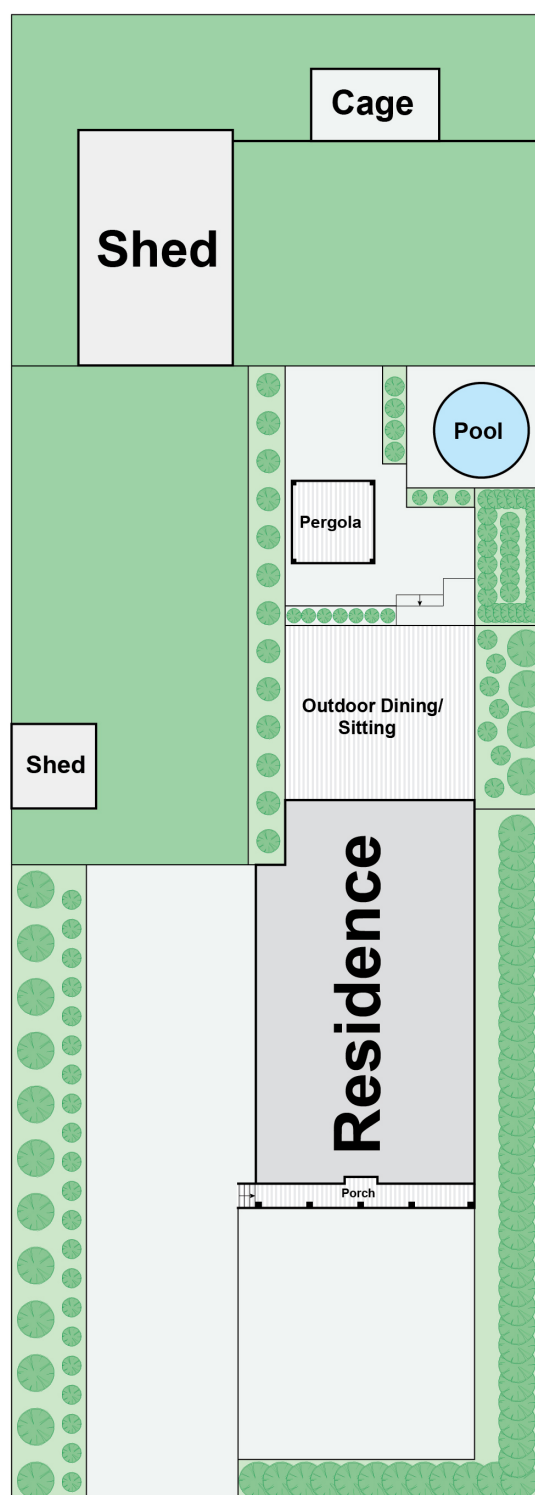 Cage
Shed
Pool
Pergola
Outdoor Dining/
Sitting
Shed
Residence
Porch